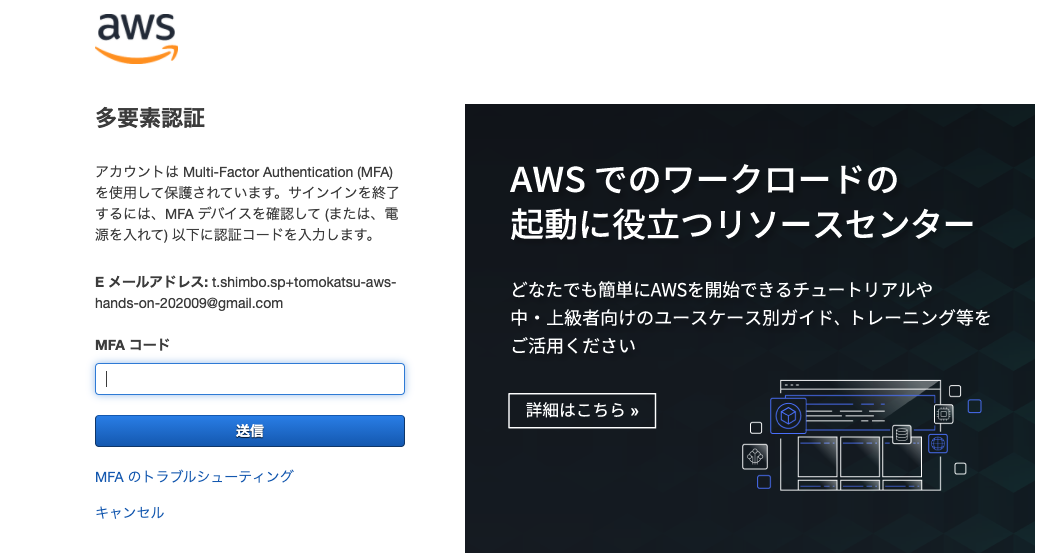 aws
多要素認証
アカウントは Multi-Factor Authentication (MFA)
を使用して保護されています。サインインを終了
するには、MFA デバイスを確認して (または、電
源を入れて) 以下に認証コードを入力します。
E メールアドレス: t.shimbo.sp+tomokatsu-aws-
hands-on-202009@gmail.com
MFA コード
送信
MFA のトラブルシューティング
キャンセル
AWS でのワークロードの
起動に役立つリソースセンター
どなたでも簡単にAWSを開始できるチュートリアルや
中・上級者向けのユースケース別ガイド、トレーニング等を
ご活用ください
詳細はこちら »